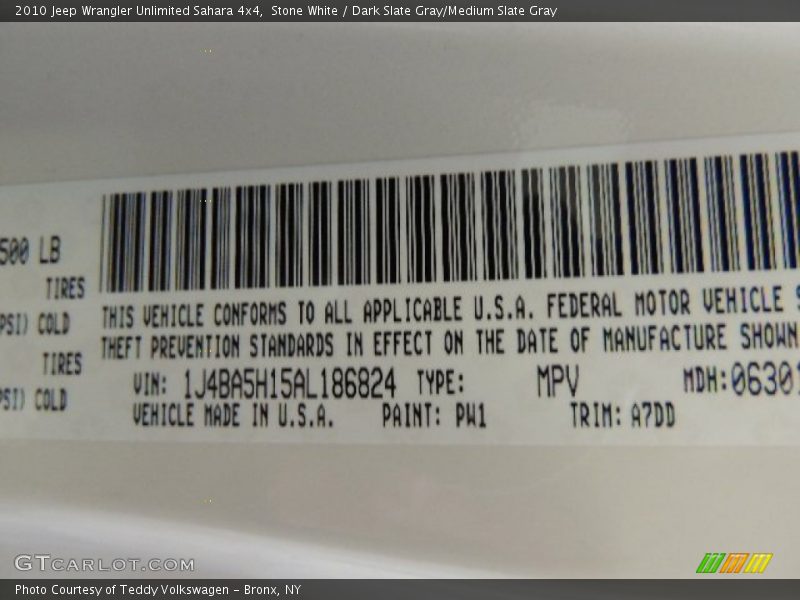 2010 Jeep Wrangler Unlimited Sahara 4x4,  Stone White / Dark Slate Gray/Medium Slate Gray
500 LB
TIRES
PSI) COLD
TIRES
PSI) COLD
THIS VEHICLE CONFORMS TO ALL APPLICABLE U.S.A. FEDERAL MOTOR VEHICLE S
THEFT PREVENTION STANDARDS IN EFFECT ON THE DATE OF MANUFACTURE SHOWN
VIN: 1J4BA5H15AL186824 TYPE: MPV MDH:06301
VEHICLE MADE IN U.S.A. PAINT: PW1 TRIM: A7DD
GTCARLOT.COM
Photo Courtesy of Teddy Volkswagen – Bronx, NY